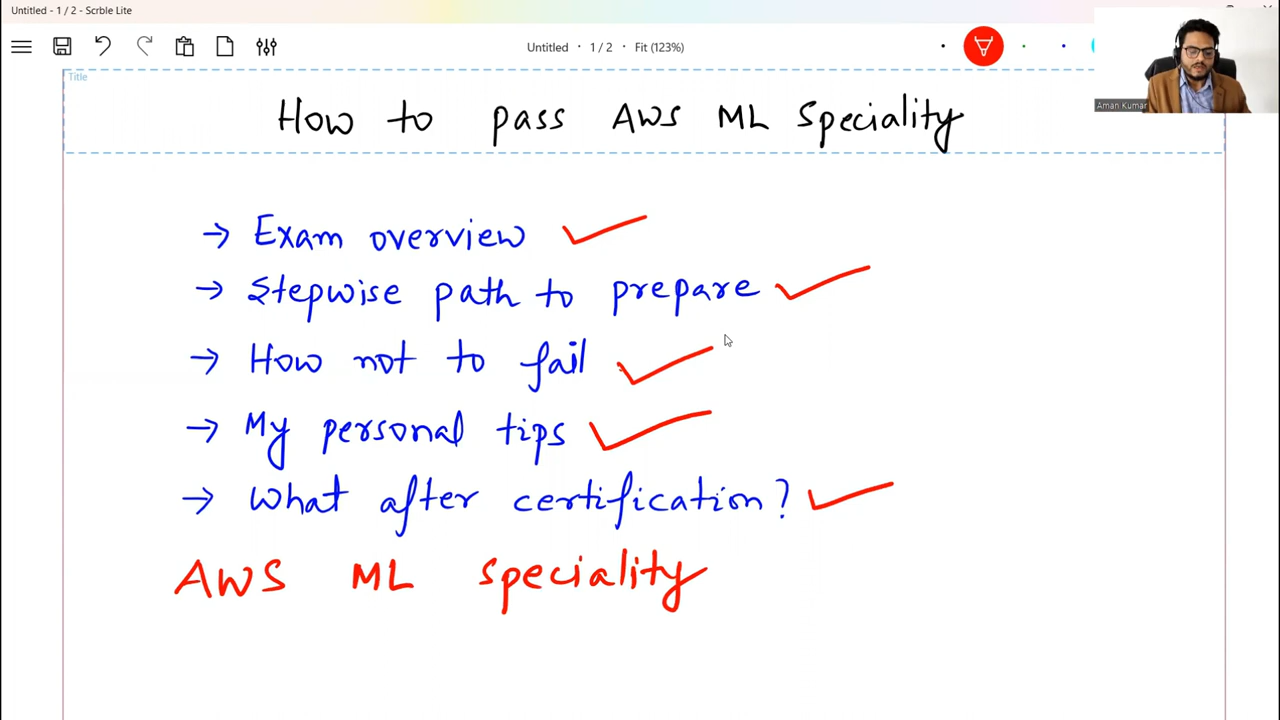 Untitled - 1 / 2 - Scrble Lite
Untitled • 1 / 2 • Fit (123%)
Aman Kumar
Title
How to pass AWS ML Speciality
→ Exam overview
→ Stepwise path to prepare
→ How not to fail
→ My personal tips
→ What after certification?
AWS ML speciality